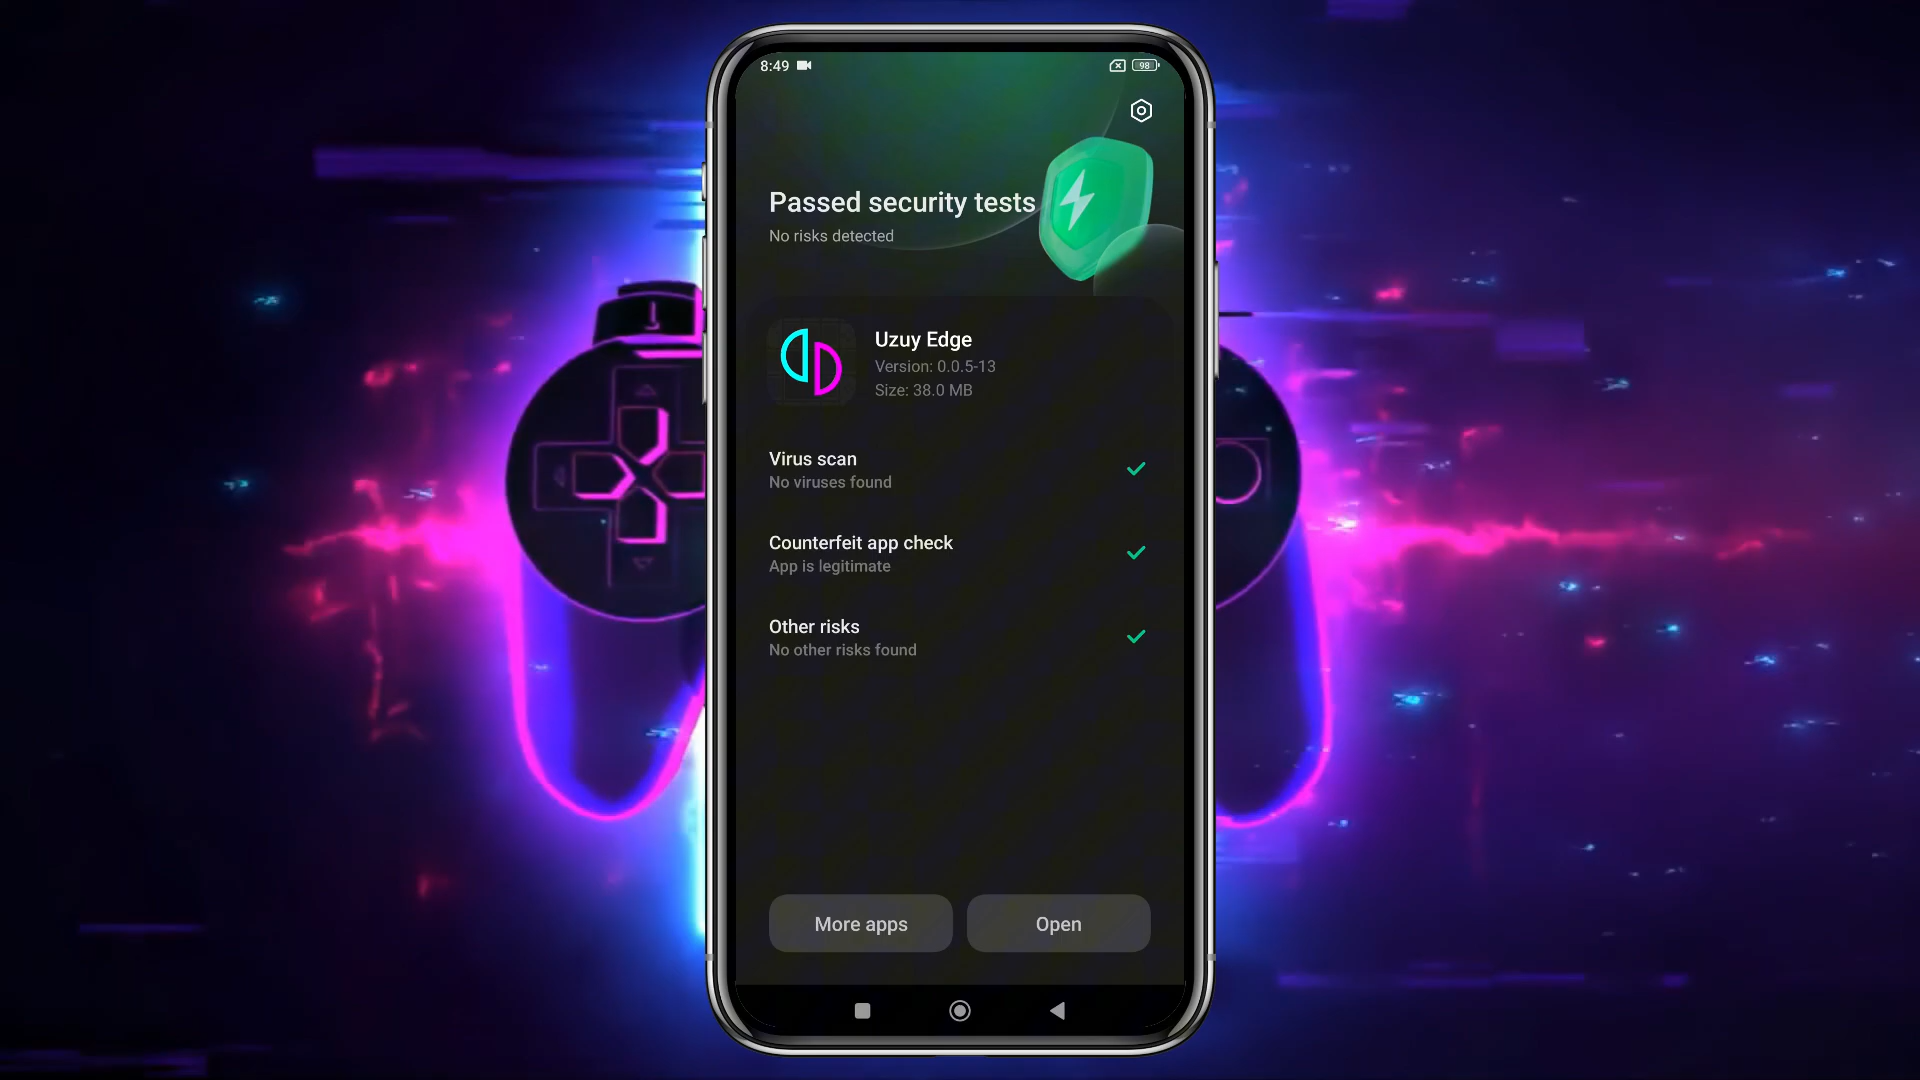 8:49
98
Passed security tests
No risks detected
Uzuy Edge
Version: 0.0.5-13
Size: 38.0 MB
Virus scan
No viruses found
Counterfeit app check
App is legitimate
Other risks
No other risks found
More apps
Open